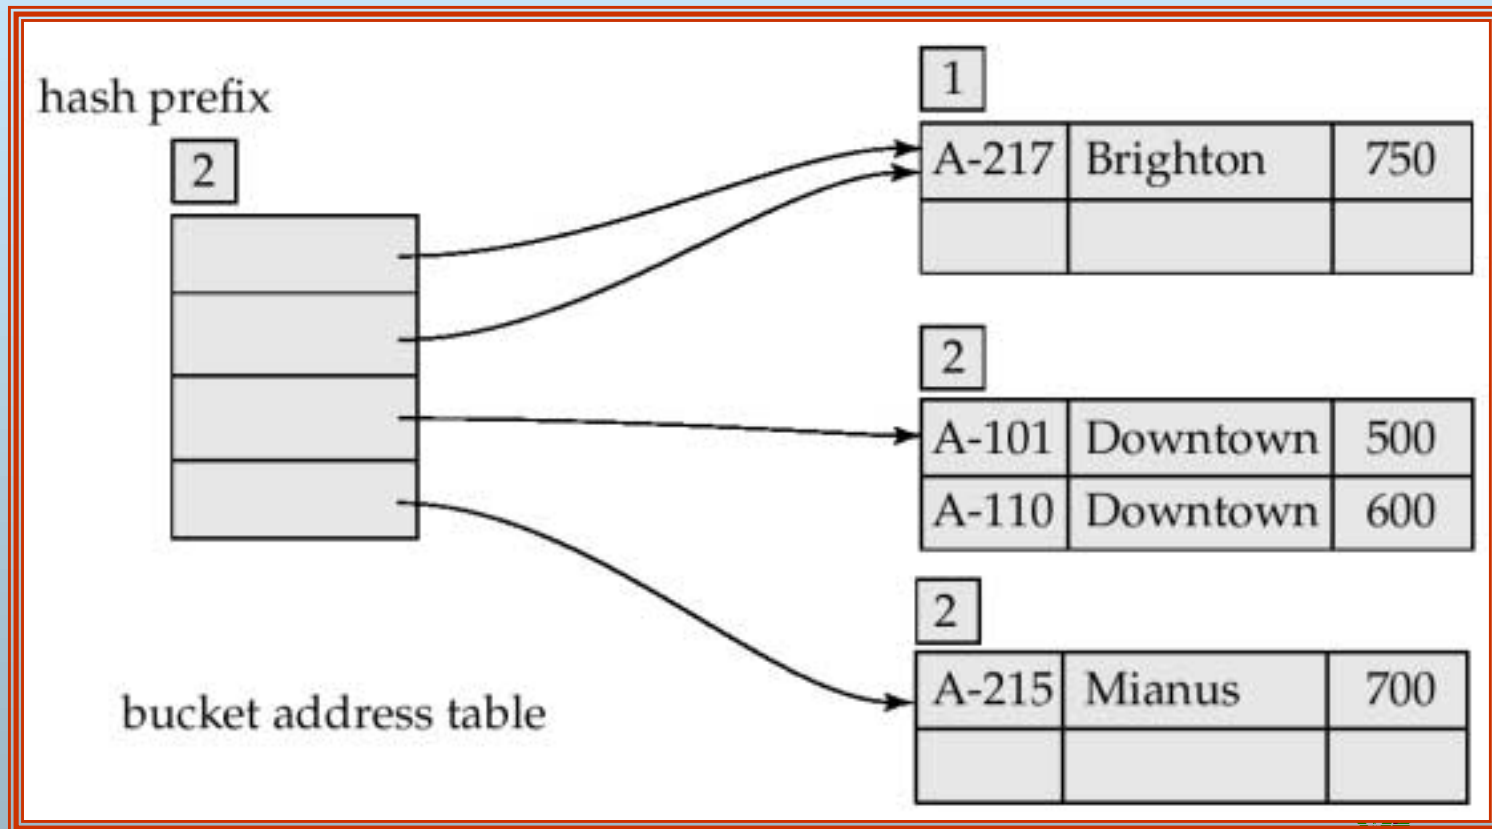 hash prefix
2
bucket address table
1
A-217 Brighton 750
2
A-101 Downtown 500
A-110 Downtown 600
2
A-215 Mianus 700